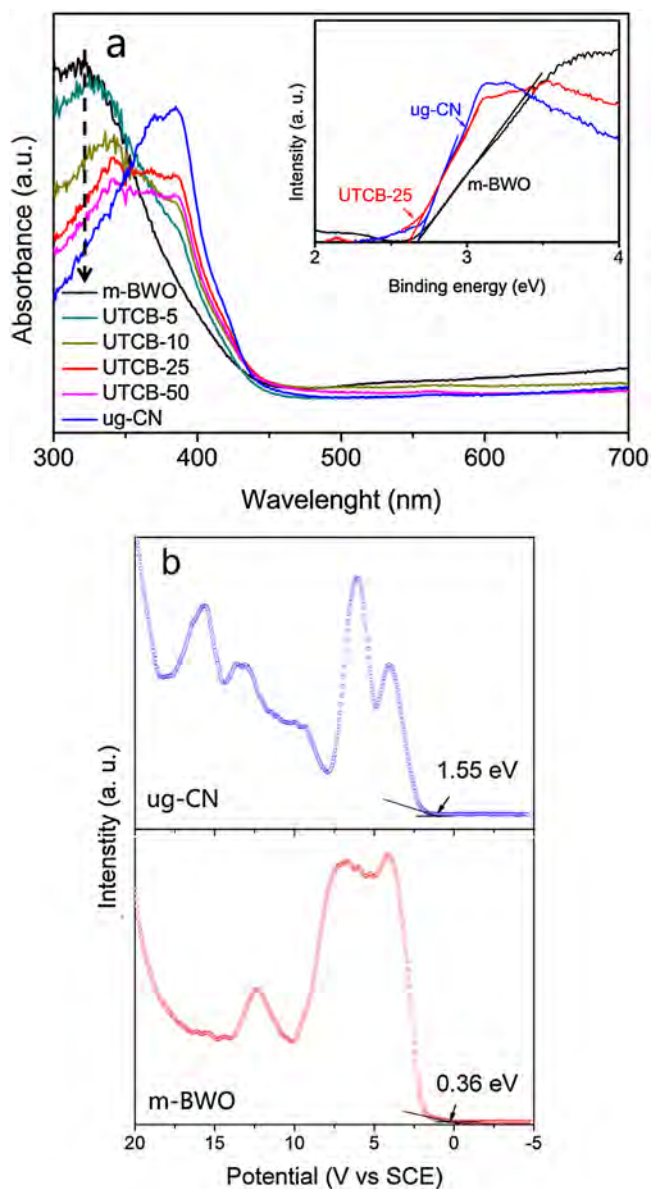 a
Absorbance (a.u.)
m-BWO
UTCB-5
UTCB-10
UTCB-25
UTCB-50
ug-CN
300 400 500 600 700
Wavelenght (nm)
Intensity (a. u.)
ug-CN
UTCB-25
m-BWO
2 3 4
Binding energy (eV)
b
Intenstity (a. u.)
1.55 eV
ug-CN
0.36 eV
m-BWO
20 15 10 5 0 -5
Potential (V vs SCE)